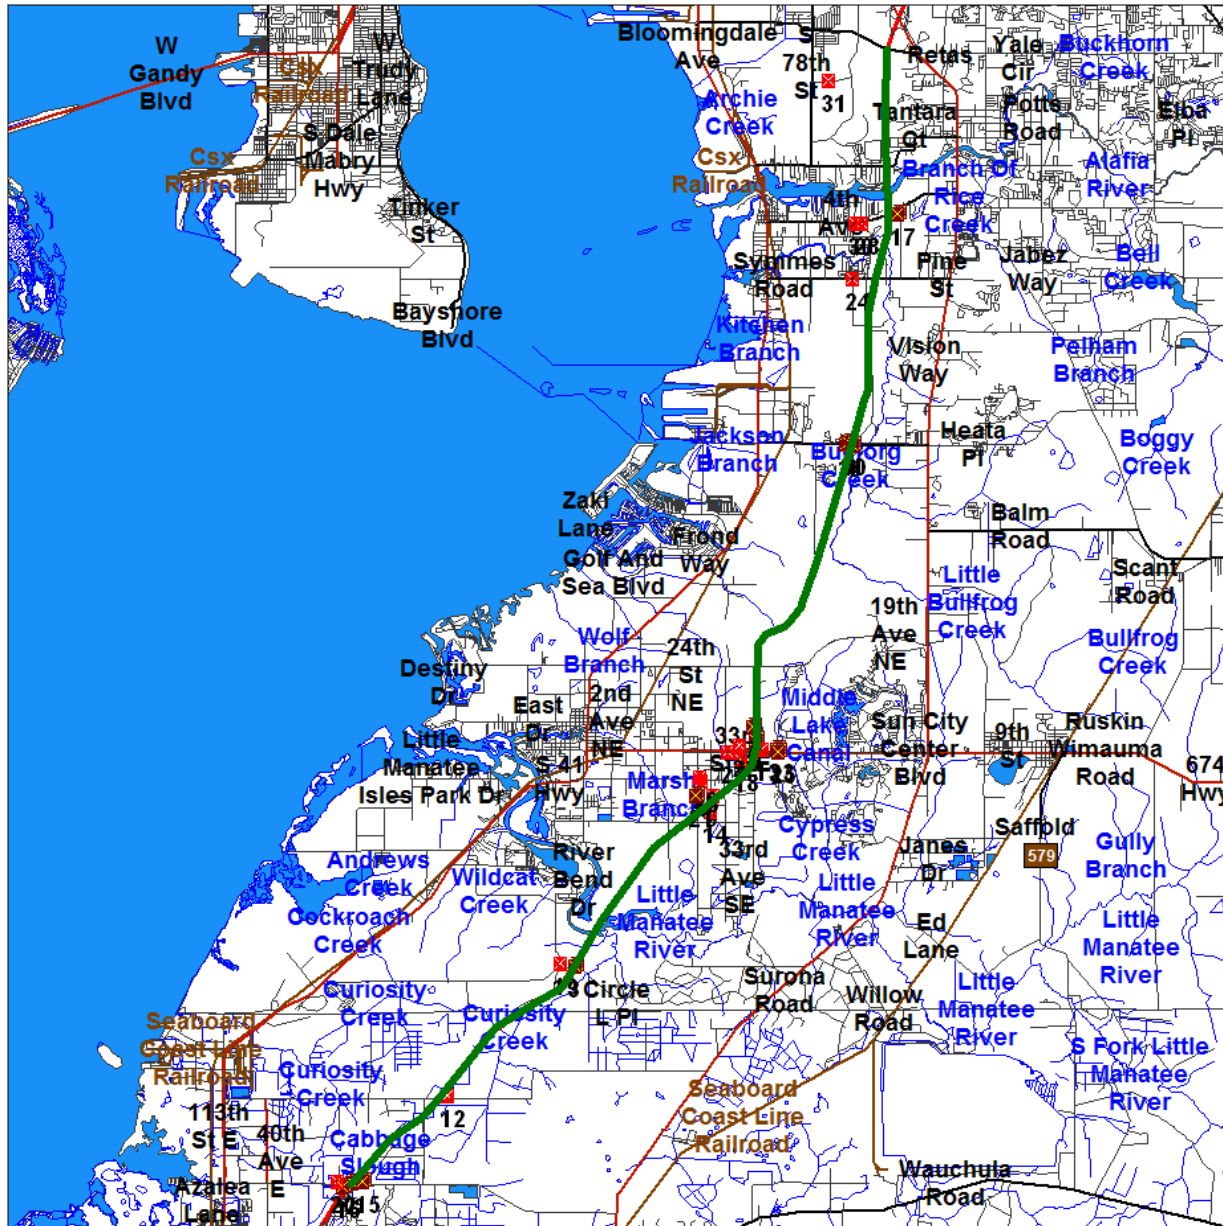 Bloomingdale
Ave
S
78th
St
31
Retas
Yale
Cir
Potts
Road
Buckhorn
Creek
Elba
Pl
W
Gandy
Blvd
W
Trudy
Lane
Csx
Railroad
S Dale
Mabry
Hwy
Csx
Railroad
Tinker
St
Archie
Creek
Csx
Railroad
Tantara
Ct
Branch Of
Rice
Creek
Alafia
River
4th
Ave
17
Symmes
Road
24
Pine
St
Jabez
Way
Bell
Creek
Bayshore
Blvd
Kitchen
Branch
Vision
Way
Pelham
Branch
Jackson
Branch
Bullfrog
Creek
Heata
Pl
Boggy
Creek
Zaki
Lane
Frond
Way
Golf And
Sea Blvd
Balm
Road
Scant
Road
Little
Bullfrog
Creek
19th
Ave
NE
Bullfrog
Creek
Wolf
Branch
24th
St
NE
Destiny
Dr
East
Dr
2nd
Ave
NE
Middle
Lake
Canal
33rd
18
Sun City
Center
Blvd
9th
St
Ruskin
Wimauma
Road
674
Hwy
Little
Manatee
Isles Park Dr
S 41
Hwy
Marsh
Branch
14
33rd
Ave
SE
Cypress
Creek
Janes
Dr
Saffold
579
Gully
Branch
Andrews
Creek
Wildcat
Creek
River
Bend
Dr
Cockroach
Creek
Little
Manatee
River
Little
Manatee
River
Ed
Lane
Little
Manatee
River
Curiosity
Creek
Curiosity
Creek
Circle
L Pl
Surona
Road
Willow
Road
Little
Manatee
River
Seaboard
Coast Line
Railroad
Curiosity
Creek
S Fork Little
Manatee
River
12
Seaboard
Coast Line
Railroad
113th
St E
40th
Ave
E
Cabbage
Slough
15
Azalea
Lane
Wauchula
Road